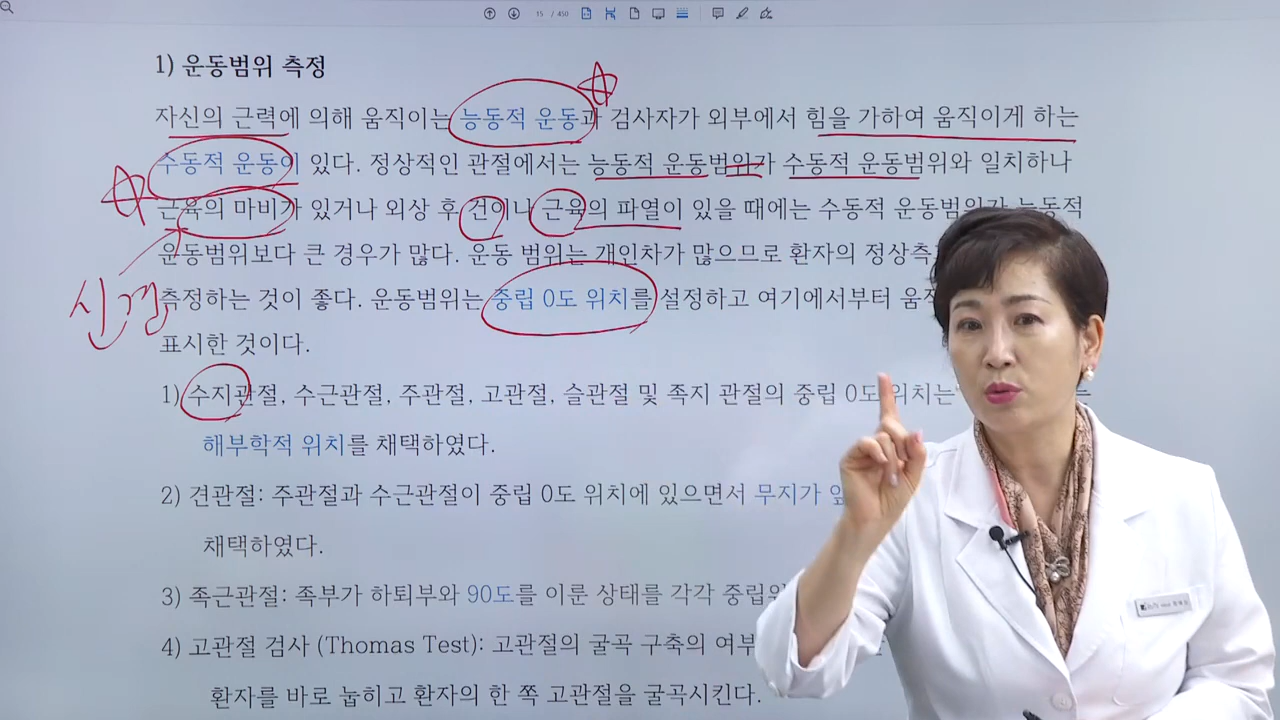 15 / 450
1) 운동범위 측정
자신의 근력에 의해 움직이는 능동적 운동과 검사자가 외부에서 힘을 가하여 움직이게 하는
수동적 운동이 있다. 정상적인 관절에서는 능동적 운동범위가 수동적 운동범위와 일치하나
근육의 마비가 있거나 외상 후 건이나 근육의 파열이 있을 때에는 수동적 운동범위가 능동적
운동범위보다 큰 경우가 많다. 운동 범위는 개인차가 많으므로 환자의 정상측
신경
측정하는 것이 좋다. 운동범위는 중립 0도 위치를 설정하고 여기에서부터 움직
표시한 것이다.
1) 수지관절, 수근관절, 주관절, 고관절, 슬관절 및 족지 관절의 중립 0도 위치는 는
해부학적 위치를 채택하였다.
2) 견관절: 주관절과 수근관절이 중립 0도 위치에 있으면서 무지가 앞
채택하였다.
3) 족근관절: 족부가 하퇴부와 90도를 이룬 상태를 각각 중립위
4) 고관절 검사 (Thomas Test): 고관절의 굴곡 구축의 여부
환자를 바로 눕히고 환자의 한 쪽 고관절을 굴곡시킨다.